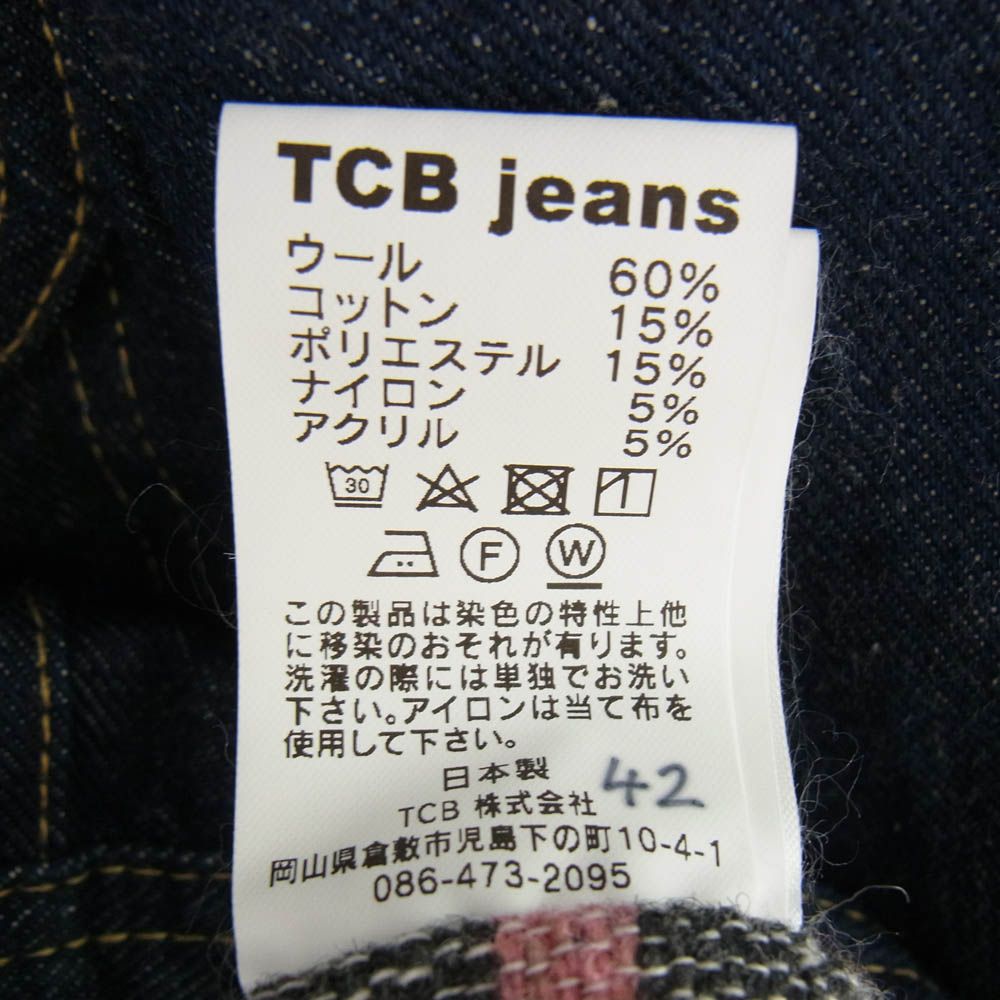 TCB jeans
ウール 60%
コットン 15%
ポリエステル 15%
ナイロン 5%
アクリル 5%
30
F W
この製品は染色の特性上他
に移染のおそれが有ります。
洗濯の際には単独でお洗い
下さい。アイロンは当て布を
使用して下さい。
日本製 42
TCB 株式会社
岡山県倉敷市児島下の町10-4-1
086-473-2095